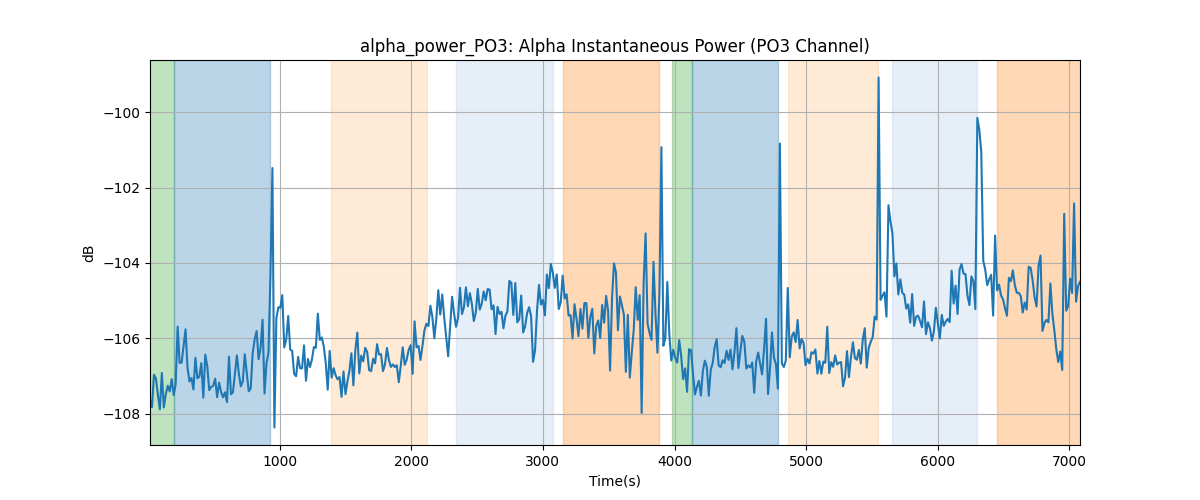 alpha_power_PO3: Alpha Instantaneous Power (PO3 Channel)
dB
−100
−102
−104
−106
−108
1000 2000 3000 4000 5000 6000 7000
Time(s)